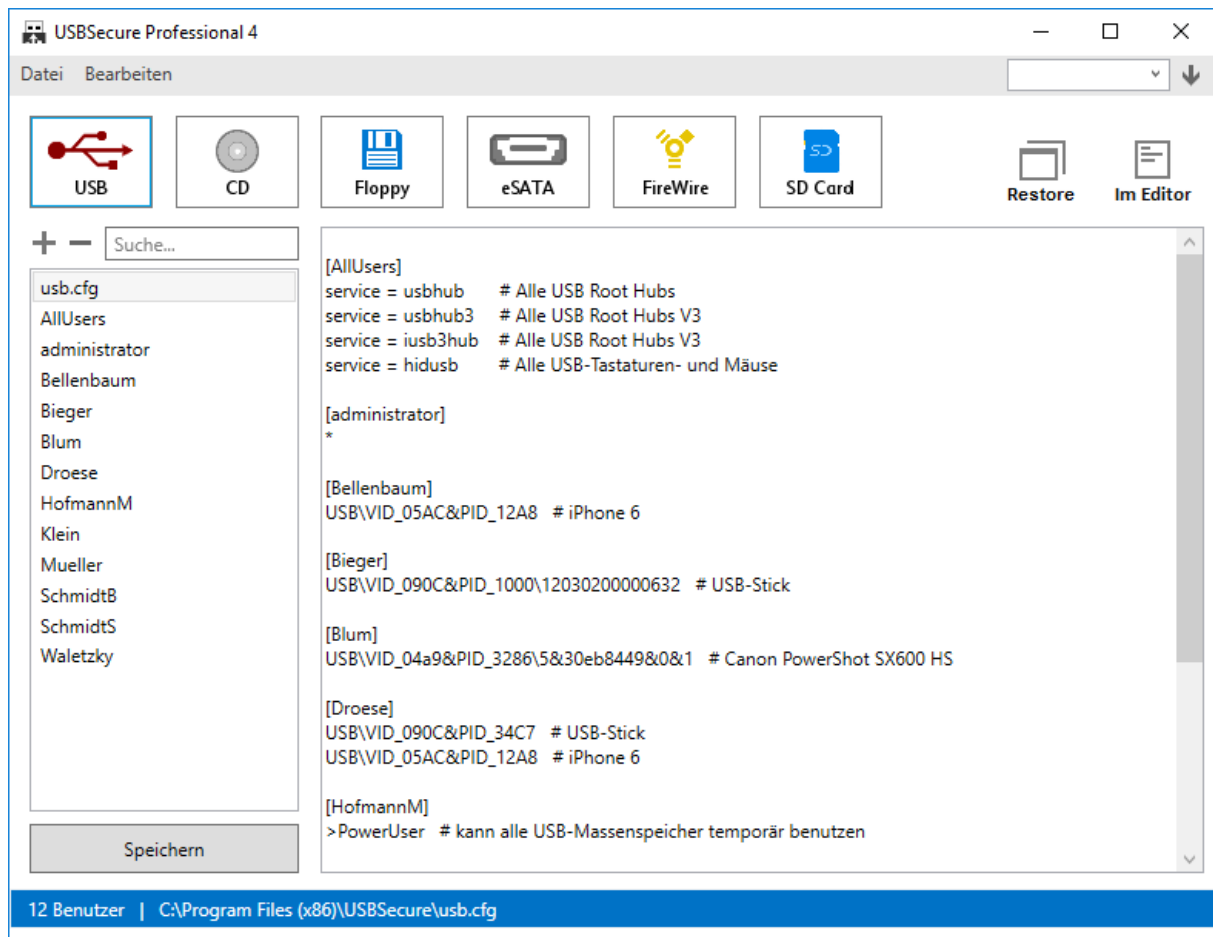 USBSecure Professional 4
Datei Bearbeiten
USB CD Floppy eSATA FireWire SD SD Card Restore Im Editor
Suche...
usb.cfg
AllUsers
administrator
Bellenbaum
Bieger
Blum
Droese
HofmannM
Klein
Mueller
SchmidtB
SchmidtS
Waletzky
Speichern
[AllUsers]
service = usbhub # Alle USB Root Hubs
service = usbhub3 # Alle USB Root Hubs V3
service = iusb3hub # Alle USB Root Hubs V3
service = hidusb # Alle USB-Tastaturen- und Mäuse
[administrator]
*
[Bellenbaum]
USB\VID_05AC&PID_12A8 # iPhone 6
[Bieger]
USB\VID_090C&PID_1000\12030200000632 # USB-Stick
[Blum]
USB\VID_04a9&PID_3286\5&30eb8449&0&1 # Canon PowerShot SX600 HS
[Droese]
USB\VID_090C&PID_34C7 # USB-Stick
USB\VID_05AC&PID_12A8 # iPhone 6
[HofmannM]
>PowerUser # kann alle USB-Massenspeicher temporär benutzen
12 Benutzer | C:\Program Files (x86)\USBSecure\usb.cfg